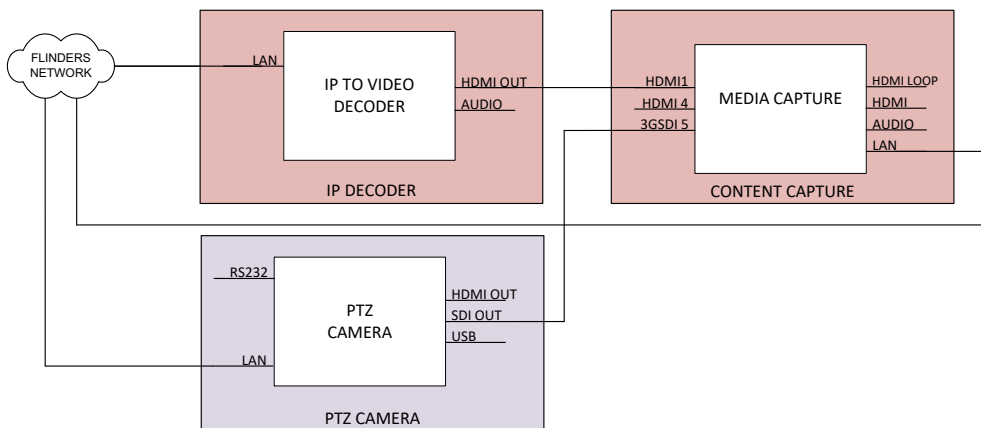 FLINDERS
NETWORK
LAN
IP TO VIDEO
DECODER
HDMI OUT
AUDIO
IP DECODER
HDMI1
HDMI 4
3GSDI 5
MEDIA CAPTURE
HDMI LOOP
HDMI
AUDIO
LAN
CONTENT CAPTURE
RS232
LAN
PTZ
CAMERA
HDMI OUT
SDI OUT
USB
PTZ CAMERA